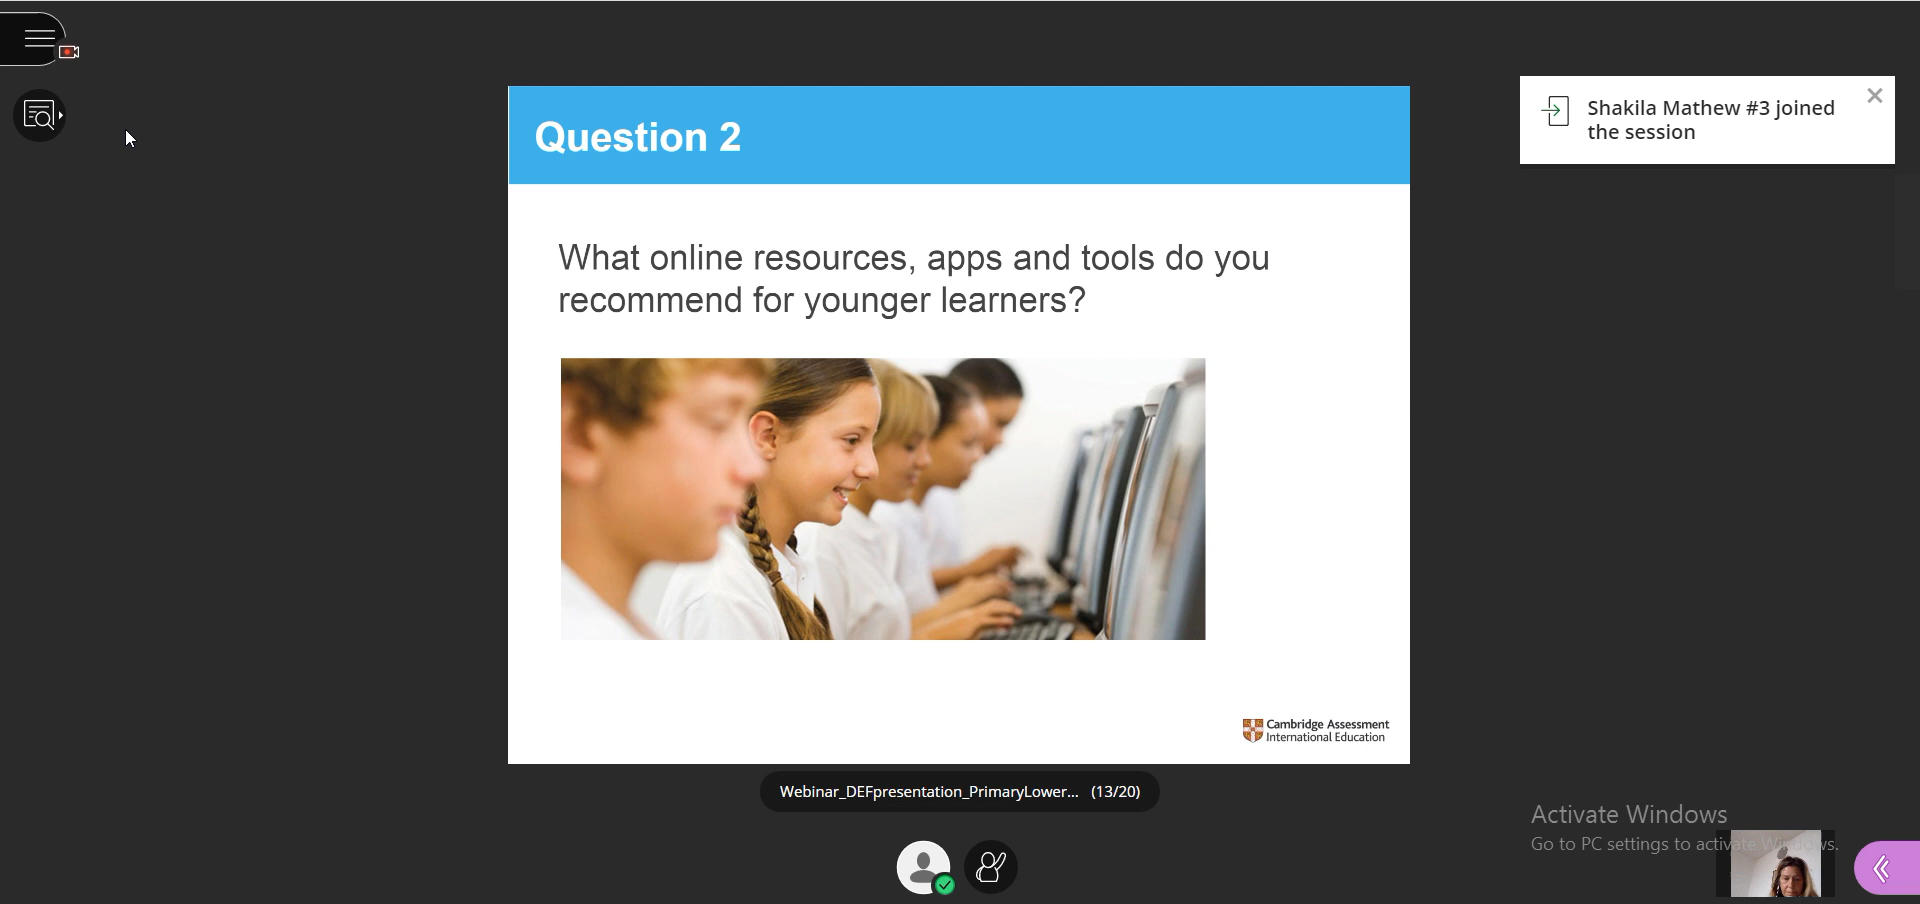 Question 2
Shakila Mathew #3 joined
the session
What online resources, apps and tools do you
recommend for younger learners?
Cambridge Assessment
International Education
Webinar_DEFpresentation_PrimaryLower... (13/20)
Activate Windows
Go to PC settings to activate Windows.